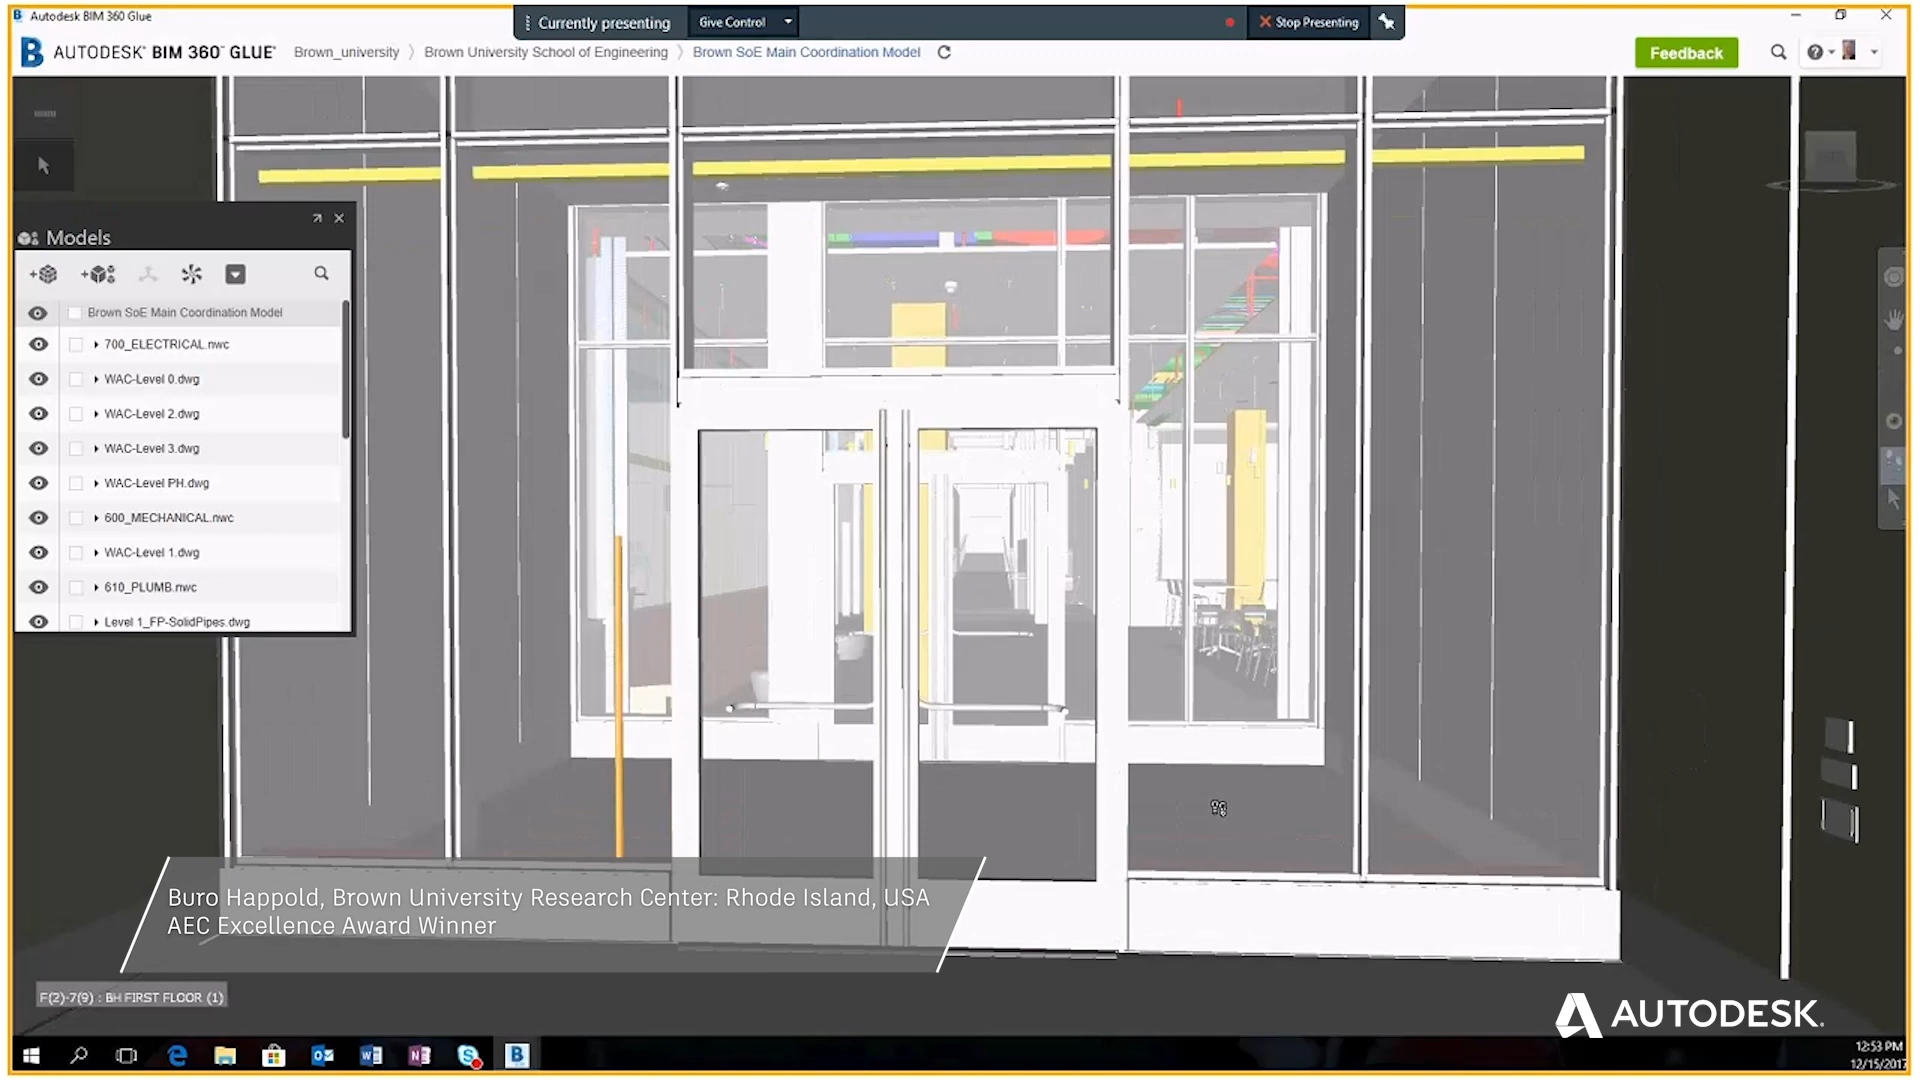 Autodesk BIM 360 Glue
Currently presenting
Give Control
Stop Presenting
AUTODESK® BIM 360™ GLUE®
Brown_university
Brown University School of Engineering
Brown SoE Main Coordination Model
Feedback
Models
Brown SoE Main Coordination Model
700_ELECTRICAL.nwc
WAC-Level 0.dwg
WAC-Level 2.dwg
WAC-Level 3.dwg
WAC-Level PH.dwg
600_MECHANICAL.nwc
WAC-Level 1.dwg
610_PLUMB.nwc
Level 1_FP-SolidPipes.dwg
Buro Happold, Brown University Research Center: Rhode Island, USA
AEC Excellence Award Winner
F(2)-7(9) : BH FIRST FLOOR (1)
AUTODESK.
12:53 PM
12/15/2017